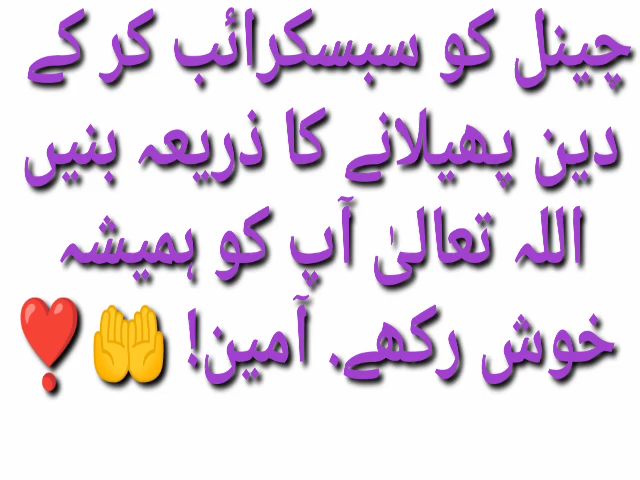 چینل کو سبسکرائب کر کے
دین پھیلانے کا ذریعہ بنیں
اللہ تعالیٰ آپ کو ہمیشہ
خوش رکھے. آمین! 🤲❣️